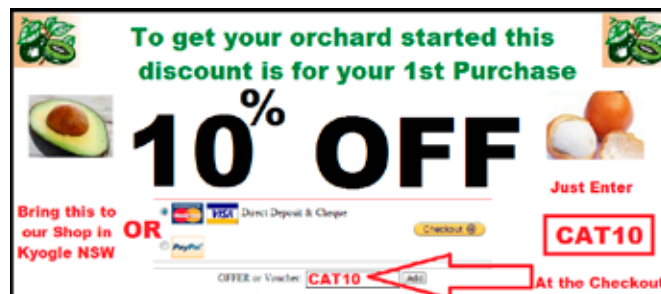 To get your orchard started this
discount is for your 1st Purchase
10% OFF
Bring this to
our Shop in
Kyogle NSW
OR
MasterCard VISA Direct Deposit & Cheque
PayPal
Checkout
OFFER or Voucher: CAT10 Add
Just Enter
CAT10
At the Checkout